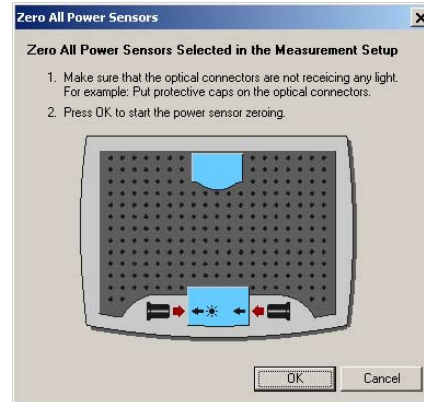 Zero All Power Sensors
Zero All Power Sensors Selected in the Measurement Setup
1. Make sure that the optical connectors are not receicing any light.
For example: Put protective caps on the optical connectors.
2. Press OK to start the power sensor zeroing.
OK
Cancel